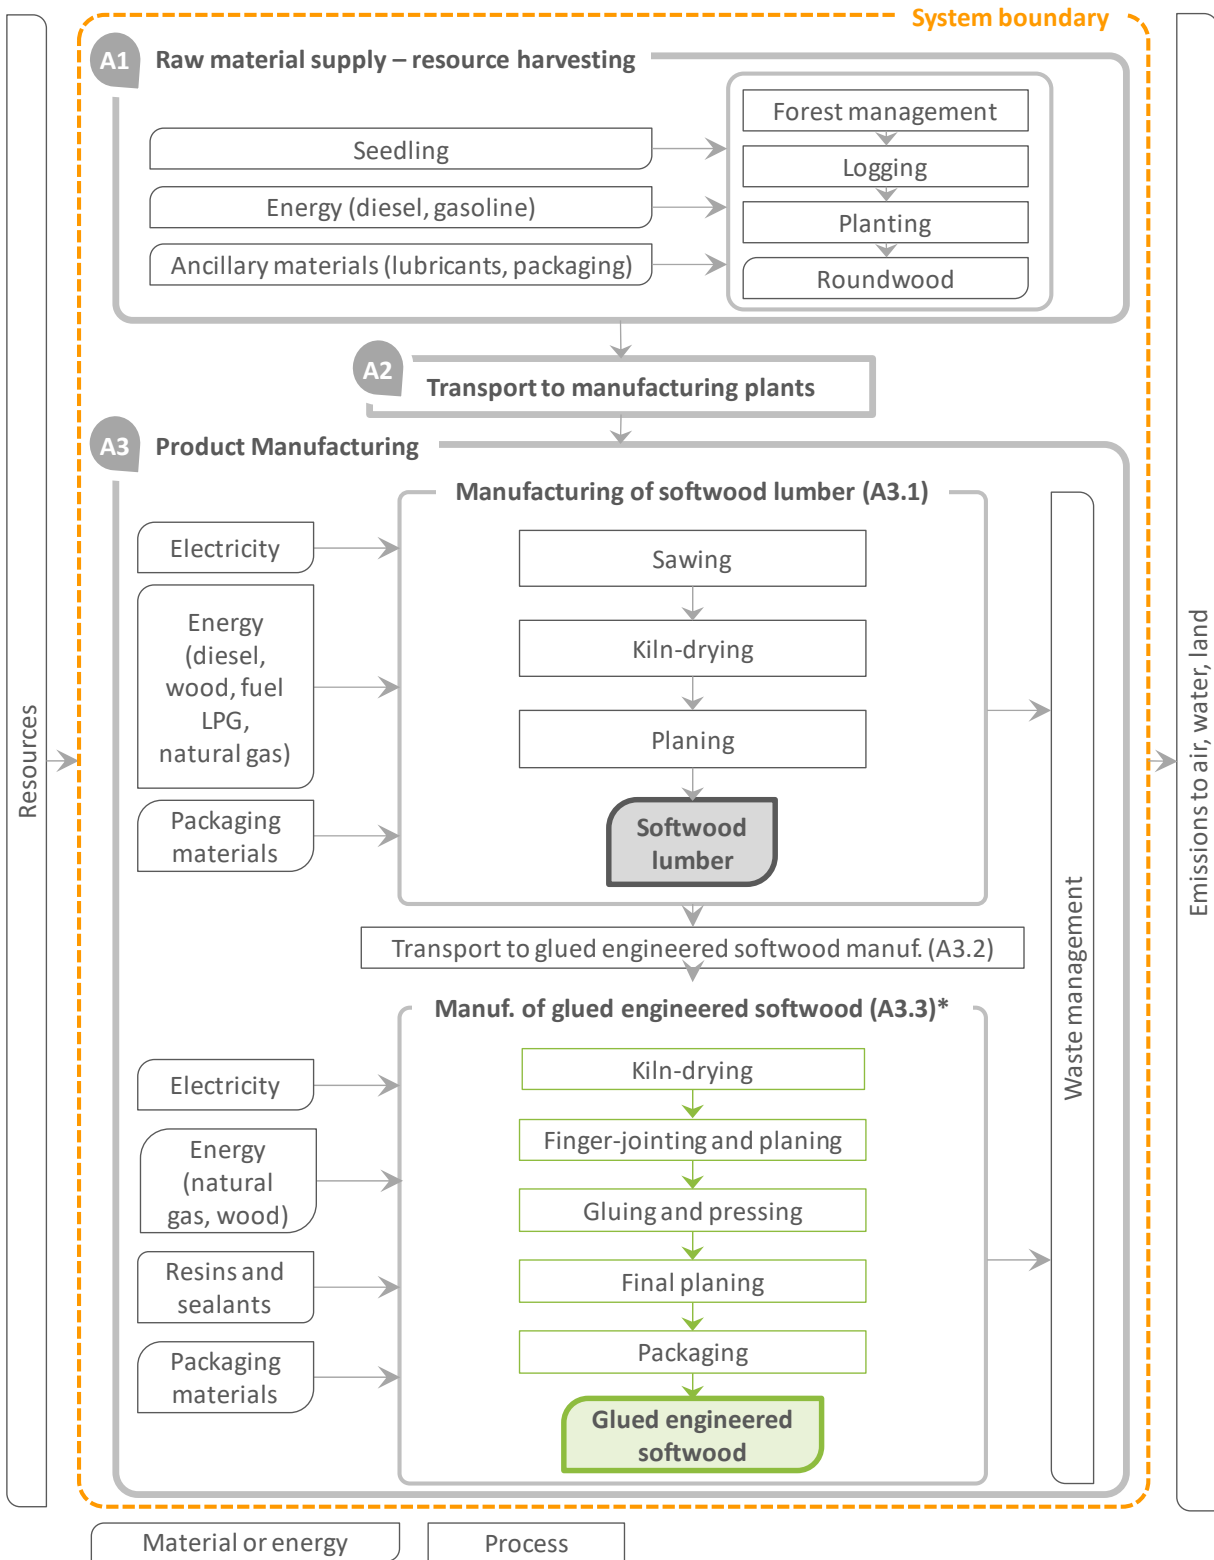 System boundary
A1
Raw material supply – resource harvesting
Seedling
Energy (diesel, gasoline)
Ancillary materials (lubricants, packaging)
Forest management
Logging
Planting
Roundwood
A2
Transport to manufacturing plants
A3
Product Manufacturing
Manufacturing of softwood lumber (A3.1)
Electricity
Energy
(diesel,
wood, fuel
LPG,
natural gas)
Packaging
materials
Sawing
Kiln-drying
Planing
Softwood
lumber
Transport to glued engineered softwood manuf. (A3.2)
Manuf. of glued engineered softwood (A3.3)*
Electricity
Energy
(natural
gas, wood)
Resins and
sealants
Packaging
materials
Kiln-drying
Finger-jointing and planing
Gluing and pressing
Final planing
Packaging
Glued engineered
softwood
Resources
Waste management
Emissions to air, water, land
Material or energy
Process